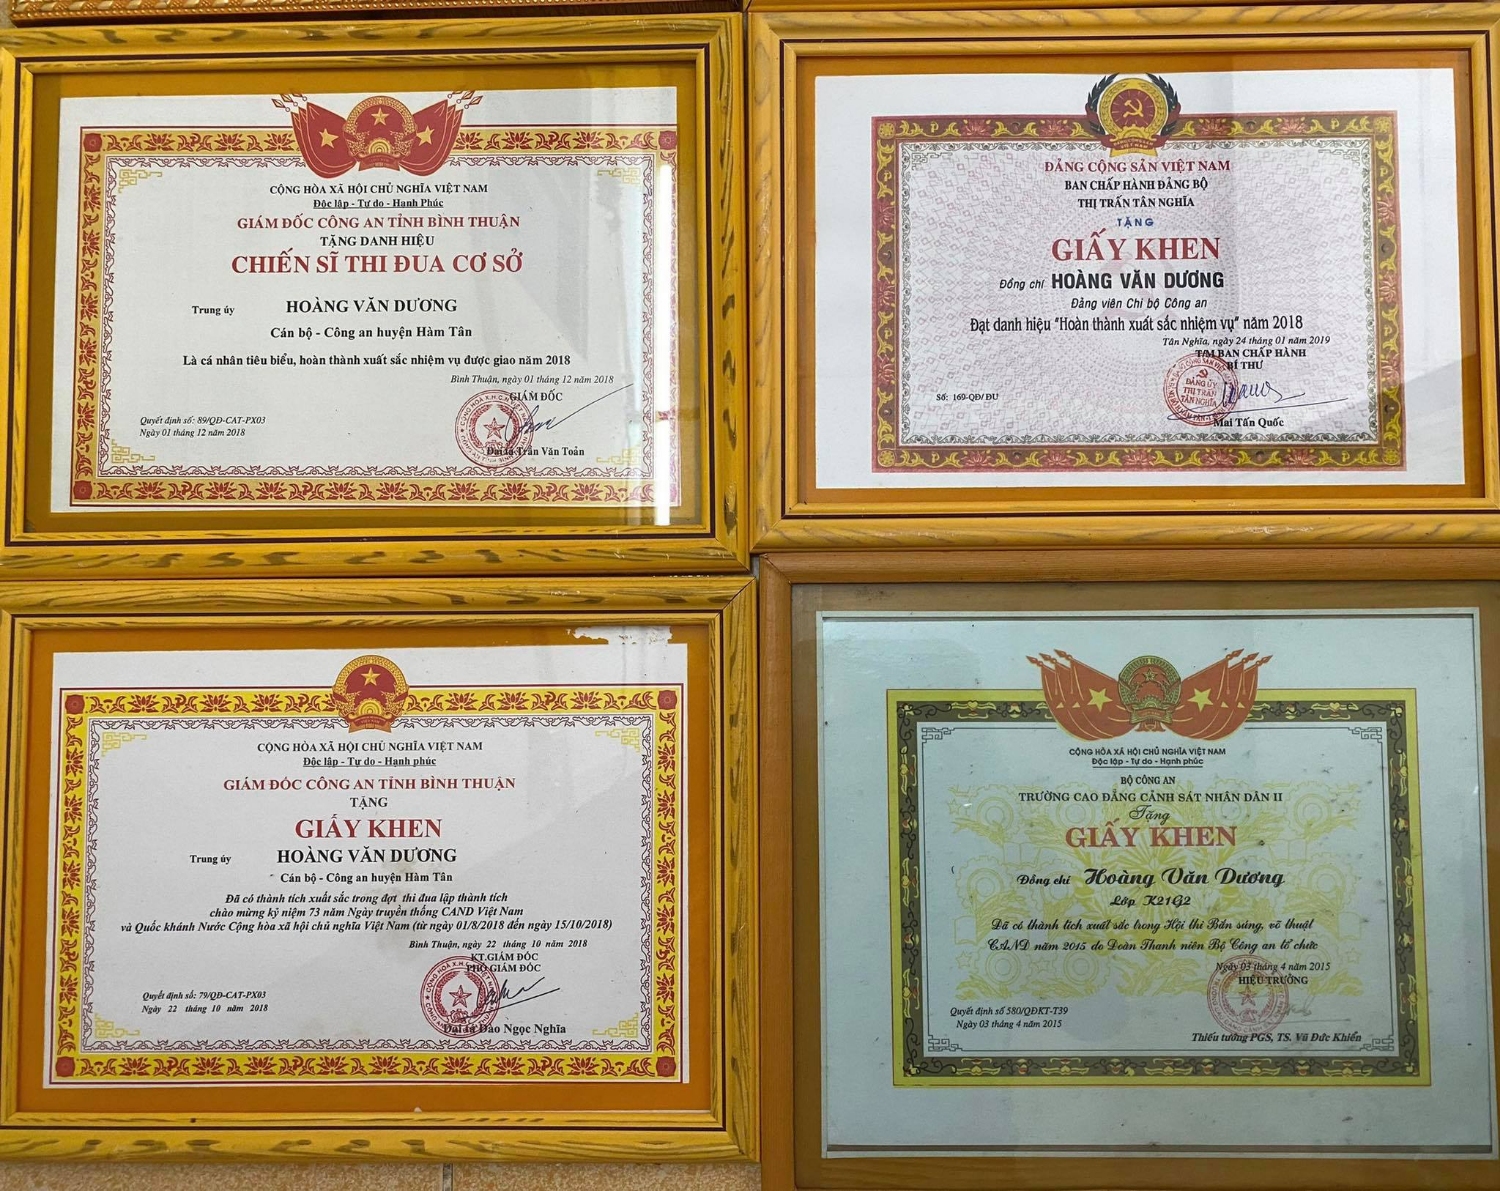 CỘNG HÒA XÃ HỘI CHỦ NGHĨA VIỆT NAM
Độc lập - Tự do - Hạnh Phúc
GIÁM ĐỐC CÔNG AN TỈNH BÌNH THUẬN
TẶNG DANH HIỆU
CHIẾN SĨ THI ĐUA CƠ SỞ
Trung úy HOÀNG VĂN DƯƠNG
Cán bộ - Công an huyện Hàm Tân
Là cá nhân tiêu biểu, hoàn thành xuất sắc nhiệm vụ được giao năm 2018
Bình Thuận, ngày 01 tháng 12 năm 2018
GIÁM ĐỐC
Quyết định số: 89/QĐ-CAT-PX03
Ngày 01 tháng 12 năm 2018
Đại tá Trần Văn Toản
ĐẢNG CỘNG SẢN VIỆT NAM
BAN CHẤP HÀNH ĐẢNG BỘ
THỊ TRẤN TÂN NGHĨA
TẶNG
GIẤY KHEN
Đồng chí HOÀNG VĂN DƯƠNG
Đảng viên Chi bộ Công an
Đạt danh hiệu "Hoàn thành xuất sắc nhiệm vụ" năm 2018
Tân Nghĩa, ngày 24 tháng 01 năm 2019
T/M BAN CHẤP HÀNH
BÍ THƯ
ĐẢNG ỦY
THỊ TRẤN
TÂN NGHĨA
Số: 169-QĐ/ĐU
Mai Tấn Quốc
CỘNG HÒA XÃ HỘI CHỦ NGHĨA VIỆT NAM
Độc lập - Tự do - Hạnh phúc
GIÁM ĐỐC CÔNG AN TỈNH BÌNH THUẬN
TẶNG
GIẤY KHEN
Trung úy HOÀNG VĂN DƯƠNG
Cán bộ - Công an huyện Hàm Tân
Đã có thành tích xuất sắc trong đợt thi đua lập thành tích
chào mừng kỷ niệm 73 năm Ngày truyền thống CAND Việt Nam
và Quốc khánh Nước Cộng hòa xã hội chủ nghĩa Việt Nam (từ ngày 01/8/2018 đến ngày 15/10/2018)
Bình Thuận, ngày 22 tháng 10 năm 2018
KT.GIÁM ĐỐC
PHÓ GIÁM ĐỐC
Quyết định số: 79/QĐ-CAT-PX03
Ngày 22 tháng 10 năm 2018
Đại tá Đào Ngọc Nghĩa
CỘNG HÒA XÃ HỘI CHỦ NGHĨA VIỆT NAM
Độc lập - Tự do - Hạnh phúc
BỘ CÔNG AN
TRƯỜNG CAO ĐẲNG CẢNH SÁT NHÂN DÂN II
Tặng
GIẤY KHEN
Đồng chí Hoàng Văn Dương
Lớp K21G2
Đã có thành tích xuất sắc trong Hội thi Bắn súng, võ thuật
CAND năm 2015 do Đoàn Thanh niên Bộ Công an tổ chức
Ngày 03 tháng 4 năm 2015
HIỆU TRƯỞNG
Quyết định số 580/QĐKT-T39
Ngày 03 tháng 4 năm 2015
Thiếu tướng PGS, TS. Vũ Đức Khiển